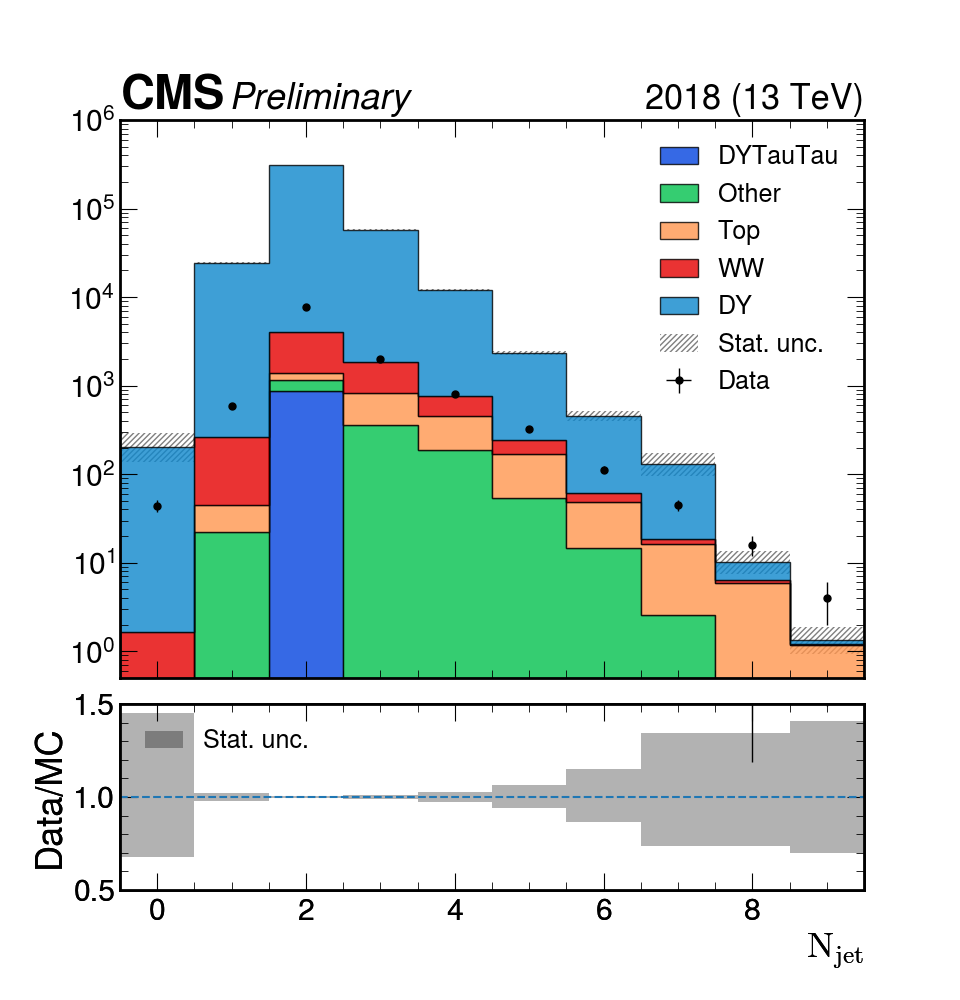 CMS Preliminary 2018 (13 TeV)
10^6
10^5
10^4
10^3
10^2
10^1
10^0
DYTauTau
Other
Top
WW
DY
Stat. unc.
Data
1.5
1.0
0.5
Data/MC
Stat. unc.
0 2 4 6 8
N_jet